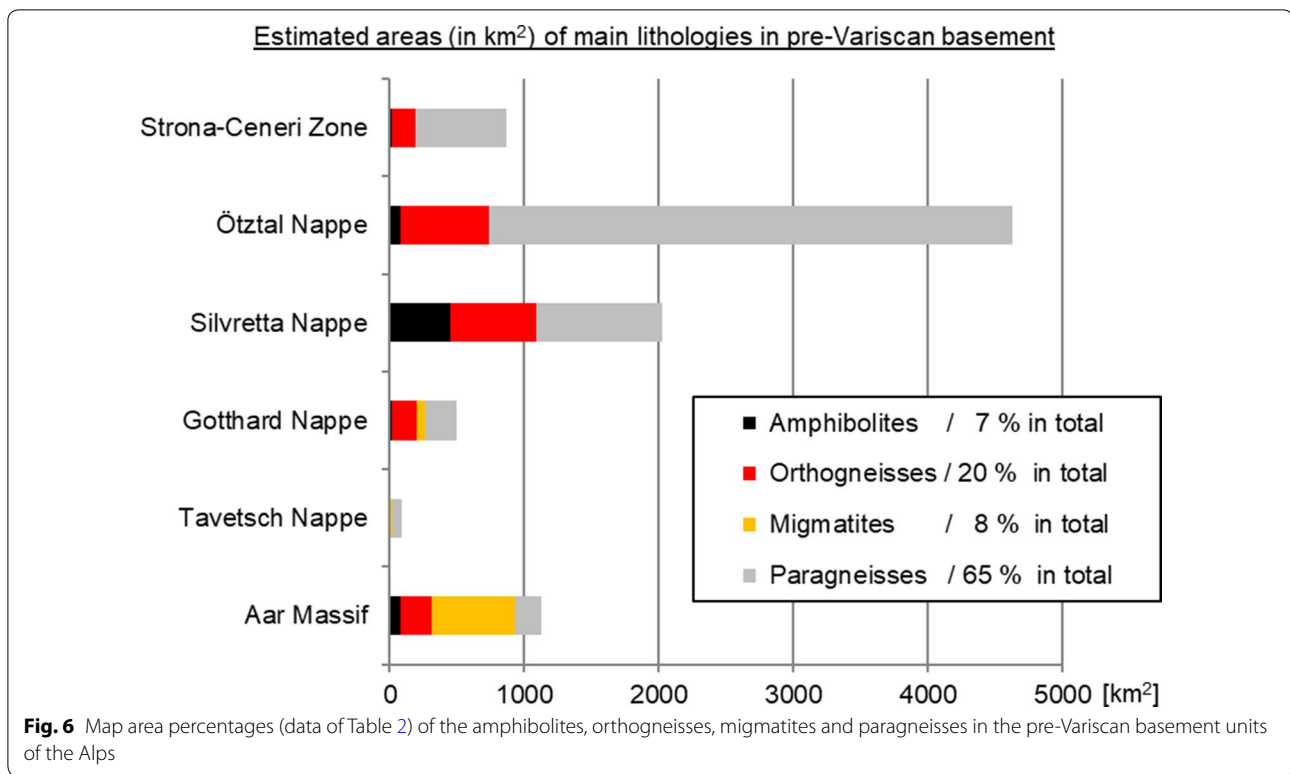 Estimated areas (in km²) of main lithologies in pre-Variscan basement
Strona-Ceneri Zone
Ötztal Nappe
Silvretta Nappe
Gotthard Nappe
Tavetsch Nappe
Aar Massif
Amphibolites / 7 % in total
Orthogneisses / 20 % in total
Migmatites / 8 % in total
Paragneisses / 65 % in total
0 1000 2000 3000 4000 5000 [km²]
Fig. 6 Map area percentages (data of Table 2) of the amphibolites, orthogneisses, migmatites and paragneisses in the pre-Variscan basement units
of the Alps